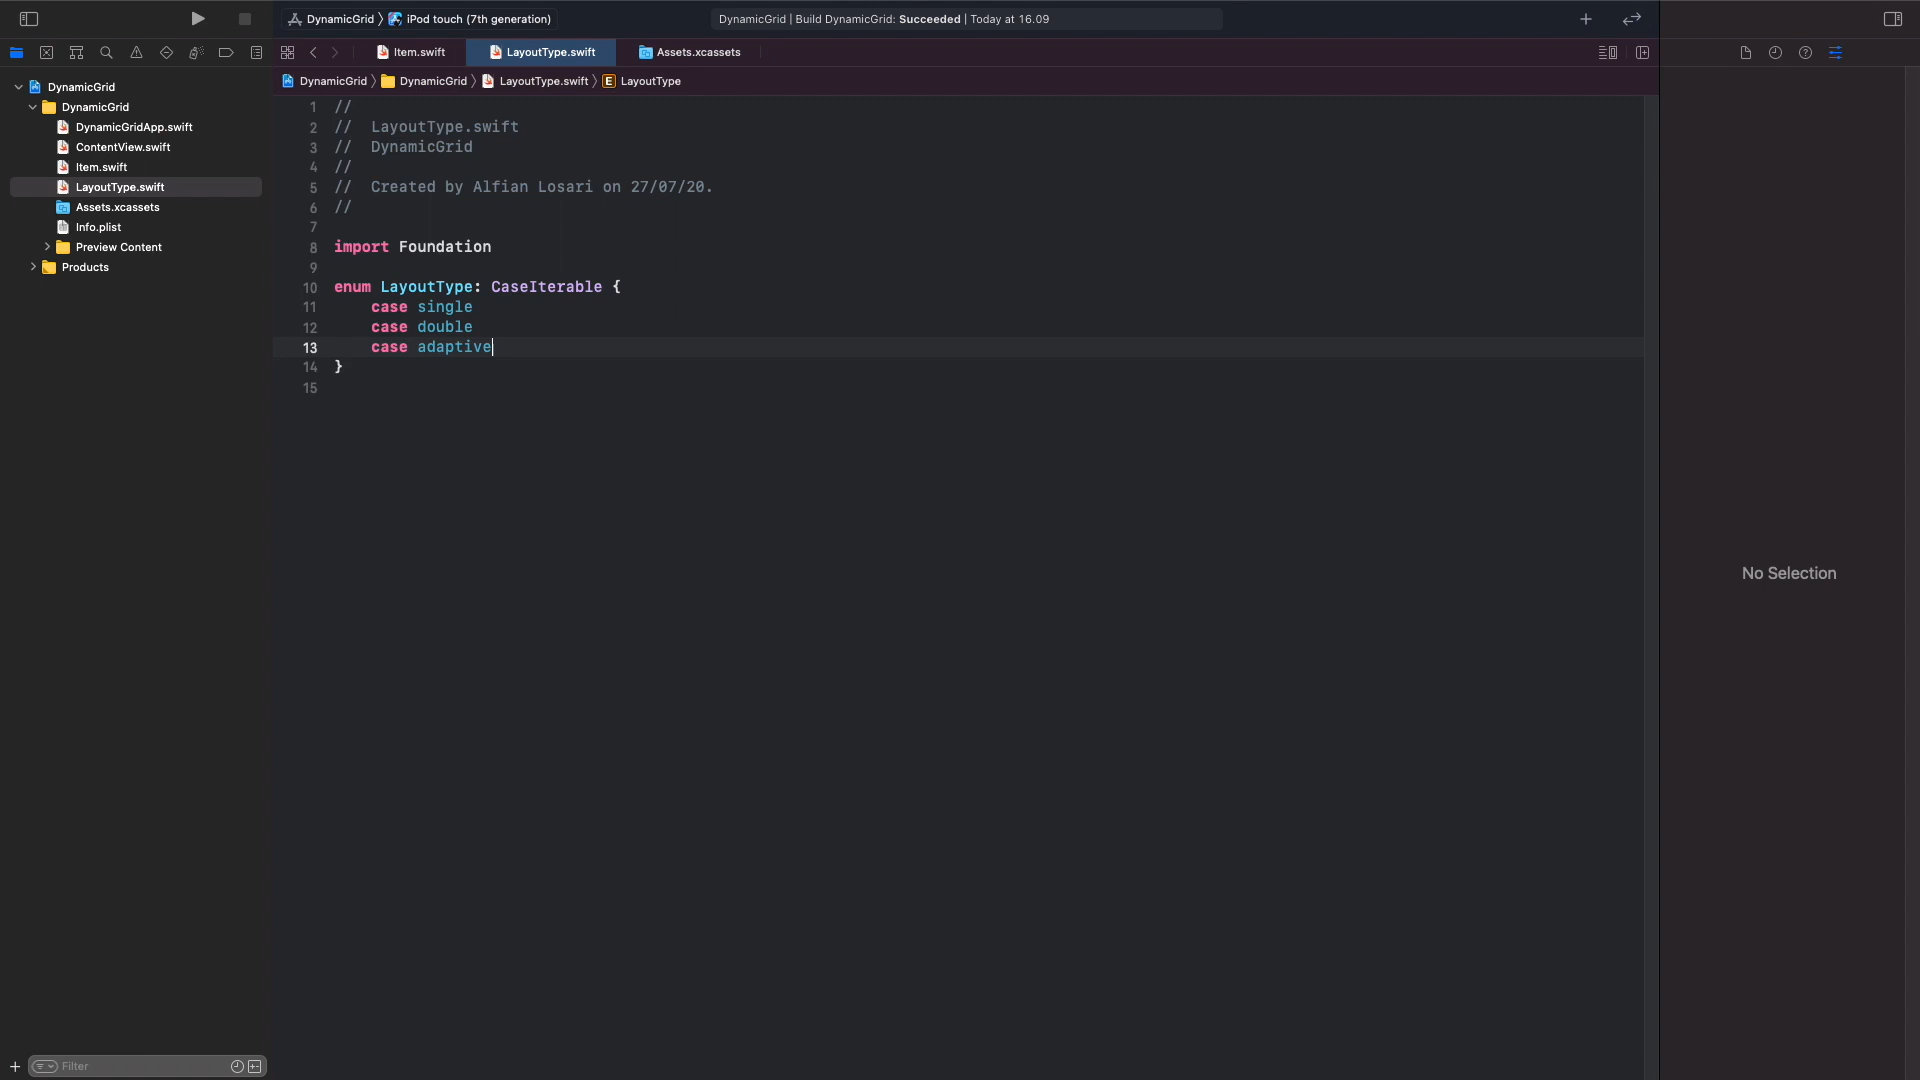 DynamicGrid 〉 iPod touch (7th generation)
DynamicGrid | Build DynamicGrid: Succeeded | Today at 16.09
Item.swift
LayoutType.swift
Assets.xcassets
DynamicGrid 〉 DynamicGrid 〉 LayoutType.swift 〉 E LayoutType
DynamicGrid
DynamicGrid
DynamicGridApp.swift
ContentView.swift
Item.swift
LayoutType.swift
Assets.xcassets
Info.plist
Preview Content
Products
1 //
2 //  LayoutType.swift
3 //  DynamicGrid
4 //
5 //  Created by Alfian Losari on 27/07/20.
6 //
7
8 import Foundation
9
10 enum LayoutType: CaseIterable {
11     case single
12     case double
13     case adaptive
14 }
15
No Selection
Filter